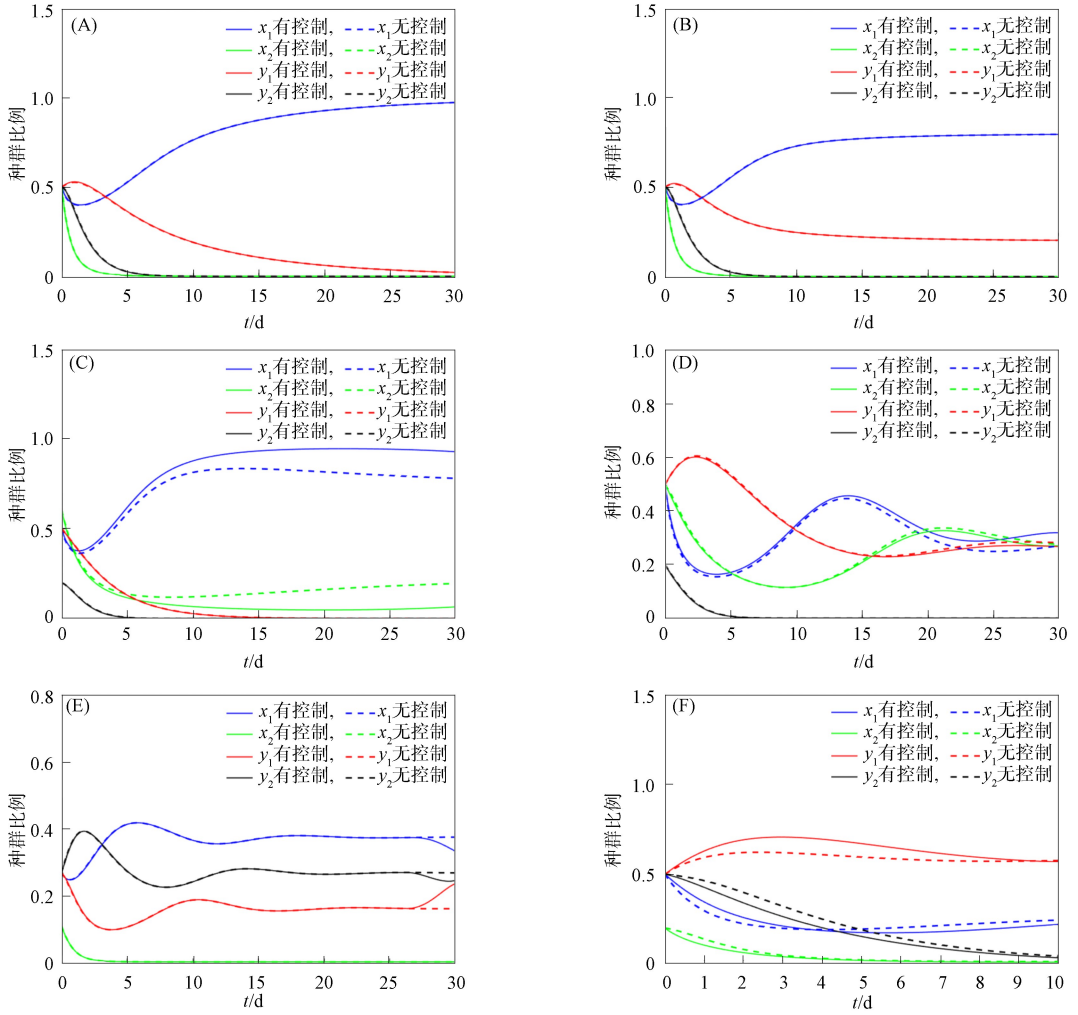 (A)
x₁有控制, x₁无控制
x₂有控制, x₂无控制
y₁有控制, y₁无控制
y₂有控制, y₂无控制
种群比例
1.5
1.0
0.5
0
0 5 10 15 20 25 30
t/d
(B)
x₁有控制, x₁无控制
x₂有控制, x₂无控制
y₁有控制, y₁无控制
y₂有控制, y₂无控制
种群比例
1.5
1.0
0.5
0
0 5 10 15 20 25 30
t/d
(C)
x₁有控制, x₁无控制
x₂有控制, x₂无控制
y₁有控制, y₁无控制
y₂有控制, y₂无控制
种群比例
1.5
1.0
0.5
0
0 5 10 15 20 25 30
t/d
(D)
x₁有控制, x₁无控制
x₂有控制, x₂无控制
y₁有控制, y₁无控制
y₂有控制, y₂无控制
种群比例
1.0
0.8
0.6
0.4
0.2
0
0 5 10 15 20 25 30
t/d
(E)
x₁有控制, x₁无控制
x₂有控制, x₂无控制
y₁有控制, y₁无控制
y₂有控制, y₂无控制
种群比例
0.8
0.6
0.4
0.2
0
0 5 10 15 20 25 30
t/d
(F)
x₁有控制, x₁无控制
x₂有控制, x₂无控制
y₁有控制, y₁无控制
y₂有控制, y₂无控制
种群比例
1.5
1.0
0.5
0
0 1 2 3 4 5 6 7 8 9 10
t/d